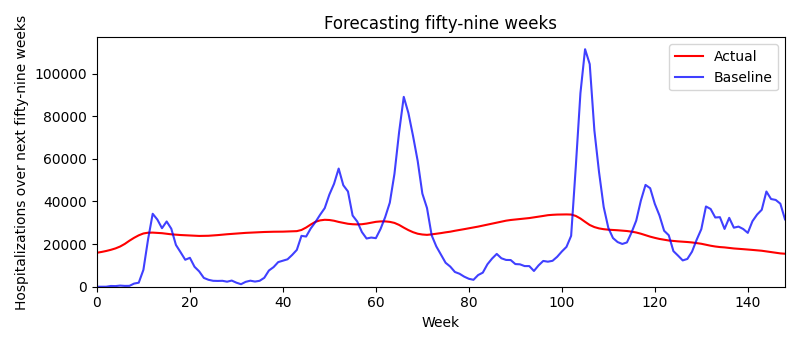 Forecasting fifty-nine weeks
Hospitalizations over next fifty-nine weeks
100000
80000
60000
40000
20000
0
Actual
Baseline
0 20 40 60 80 100 120 140
Week